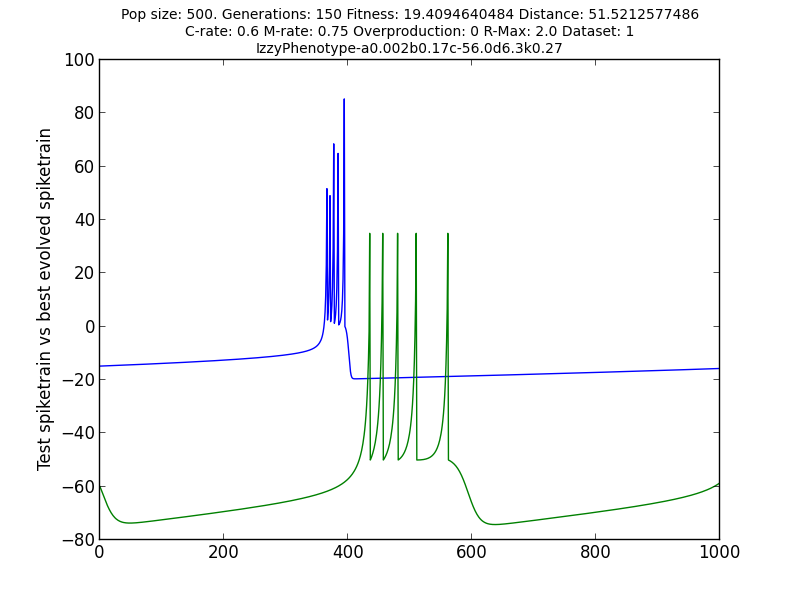 Pop size: 500. Generations: 150 Fitness: 19.4094640484 Distance: 51.5212577486
C-rate: 0.6 M-rate: 0.75 Overproduction: 0 R-Max: 2.0 Dataset: 1
IzzyPhenotype-a0.002b0.17c-56.0d6.3k0.27
Test spiketrain vs best evolved spiketrain
100
80
60
40
20
0
−20
−40
−60
−80
0 200 400 600 800 1000